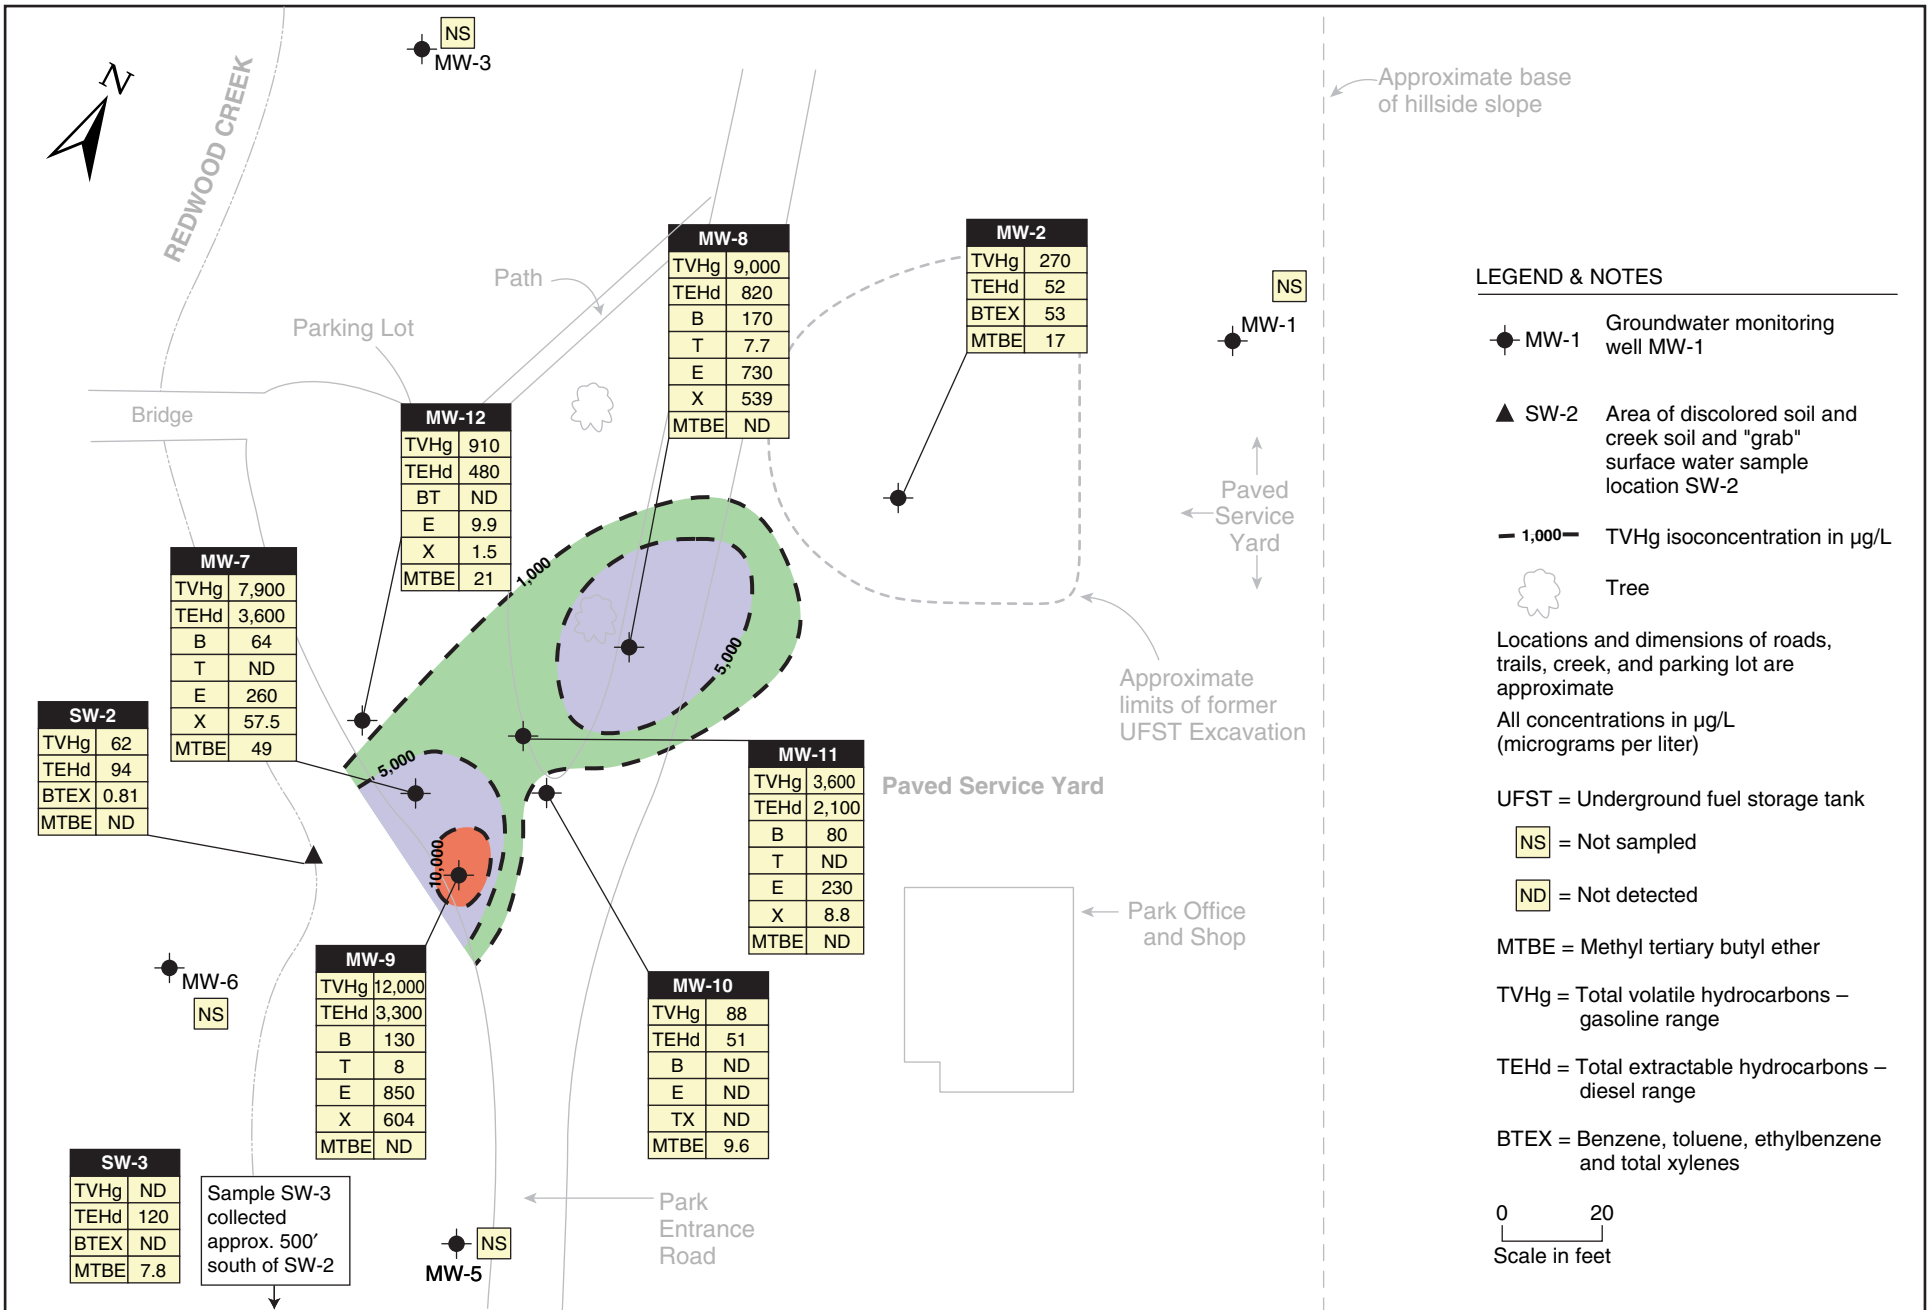 N
REDWOOD CREEK
NS
MW-3
Approximate base
of hillside slope
Path
Parking Lot
Bridge
MW-8
TVHg 9,000
TEHd 820
B 170
T 7.7
E 730
X 539
MTBE ND
MW-2
TVHg 270
TEHd 52
BTEX 53
MTBE 17
NS
MW-1
MW-12
TVHg 910
TEHd 480
BT ND
E 9.9
X 1.5
MTBE 21
Paved
Service
Yard
MW-7
TVHg 7,900
TEHd 3,600
B 64
T ND
E 260
X 57.5
MTBE 49
1,000
5,000
5,000
10,000
Approximate
limits of former
UFST Excavation
SW-2
TVHg 62
TEHd 94
BTEX 0.81
MTBE ND
MW-11
TVHg 3,600
TEHd 2,100
B 80
T ND
E 230
X 8.8
MTBE ND
Paved Service Yard
Park Office
and Shop
MW-6
NS
MW-9
TVHg 12,000
TEHd 3,300
B 130
T 8
E 850
X 604
MTBE ND
MW-10
TVHg 88
TEHd 51
B ND
E ND
TX ND
MTBE 9.6
SW-3
TVHg ND
TEHd 120
BTEX ND
MTBE 7.8
Sample SW-3
collected
approx. 500′
south of SW-2
NS
MW-5
Park
Entrance
Road
LEGEND & NOTES
MW-1 Groundwater monitoring
well MW-1
SW-2 Area of discolored soil and
creek soil and "grab"
surface water sample
location SW-2
1,000 TVHg isoconcentration in µg/L
Tree
Locations and dimensions of roads,
trails, creek, and parking lot are
approximate
All concentrations in µg/L
(micrograms per liter)
UFST = Underground fuel storage tank
NS = Not sampled
ND = Not detected
MTBE = Methyl tertiary butyl ether
TVHg = Total volatile hydrocarbons –
gasoline range
TEHd = Total extractable hydrocarbons –
diesel range
BTEX = Benzene, toluene, ethylbenzene
and total xylenes
0 20
Scale in feet